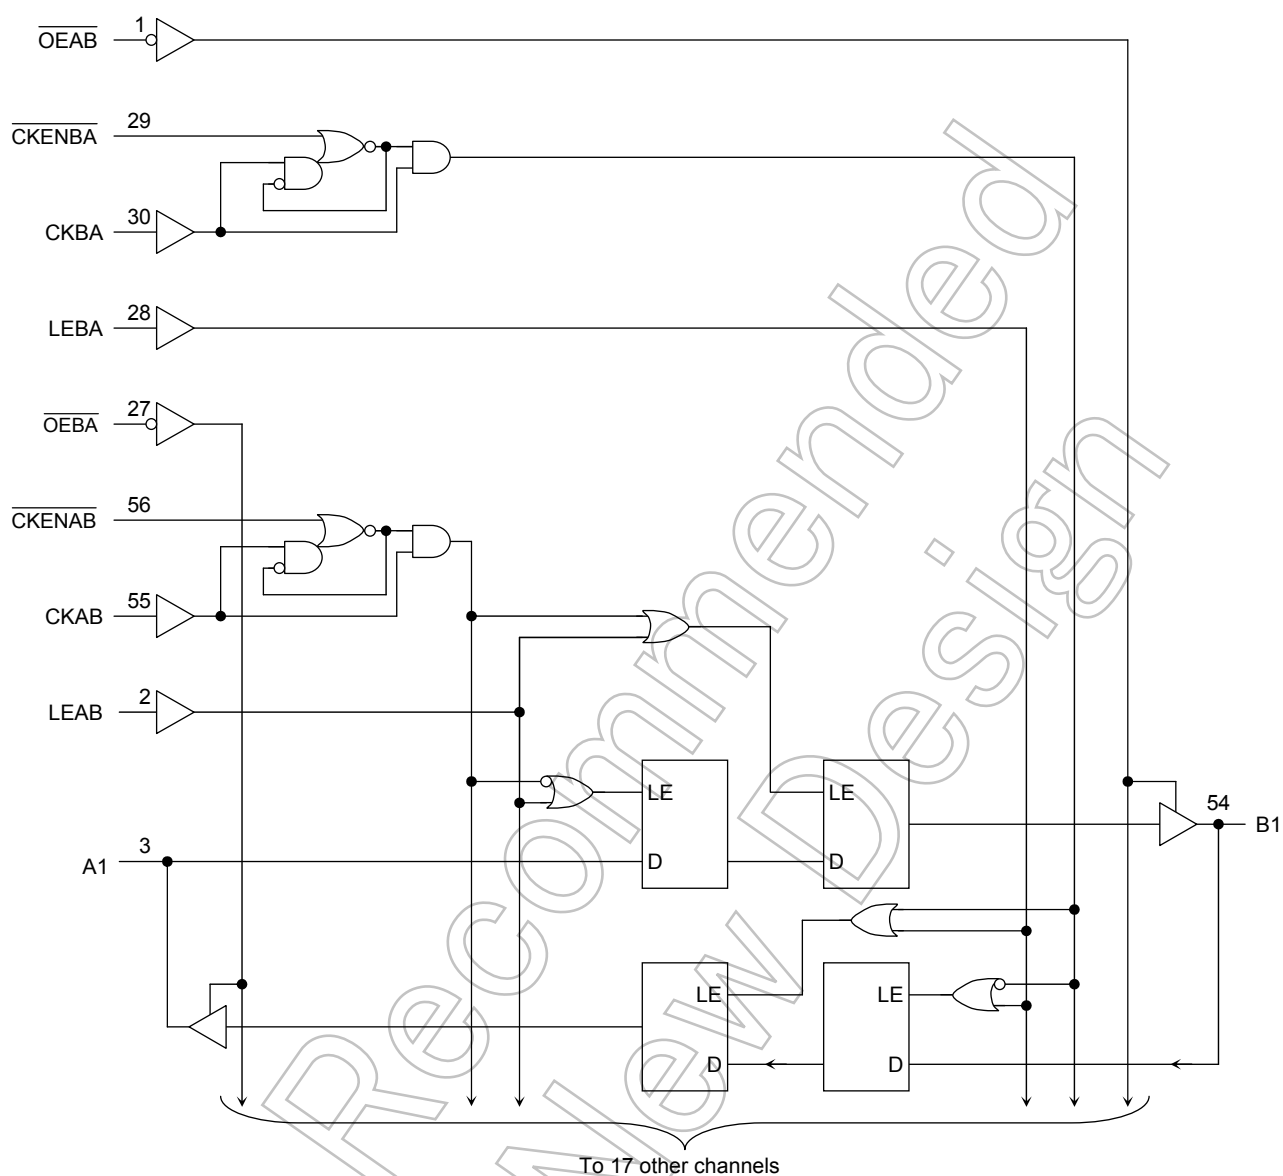 OEAB 1
CKENBA 29
CKBA 30
LEBA 28
OEBA 27
CKENAB 56
CKAB 55
LEAB 2
LE LE
54
B1
A1 3
D D
LE LE
D D
To 17 other channels
Recommended
New Design